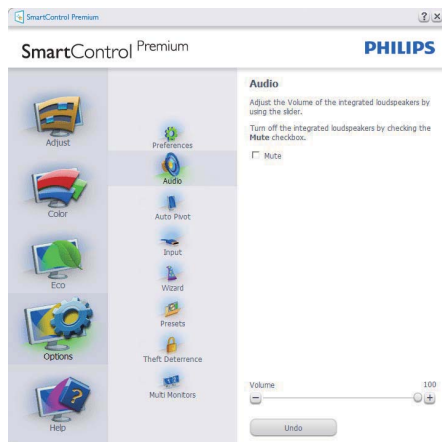 SmartControl Premium
? x
SmartControl Premium
PHILIPS
Adjust
Color
Eco
Options
Help
Preferences
Audio
Auto Pivot
Input
Wizard
Presets
Theft Deterrence
Multi Monitors
Audio
Adjust the Volume of the integrated loudspeakers by
using the slider.
Turn off the integrated loudspeakers by checking the
Mute checkbox.
Mute
Volume 100
Undo